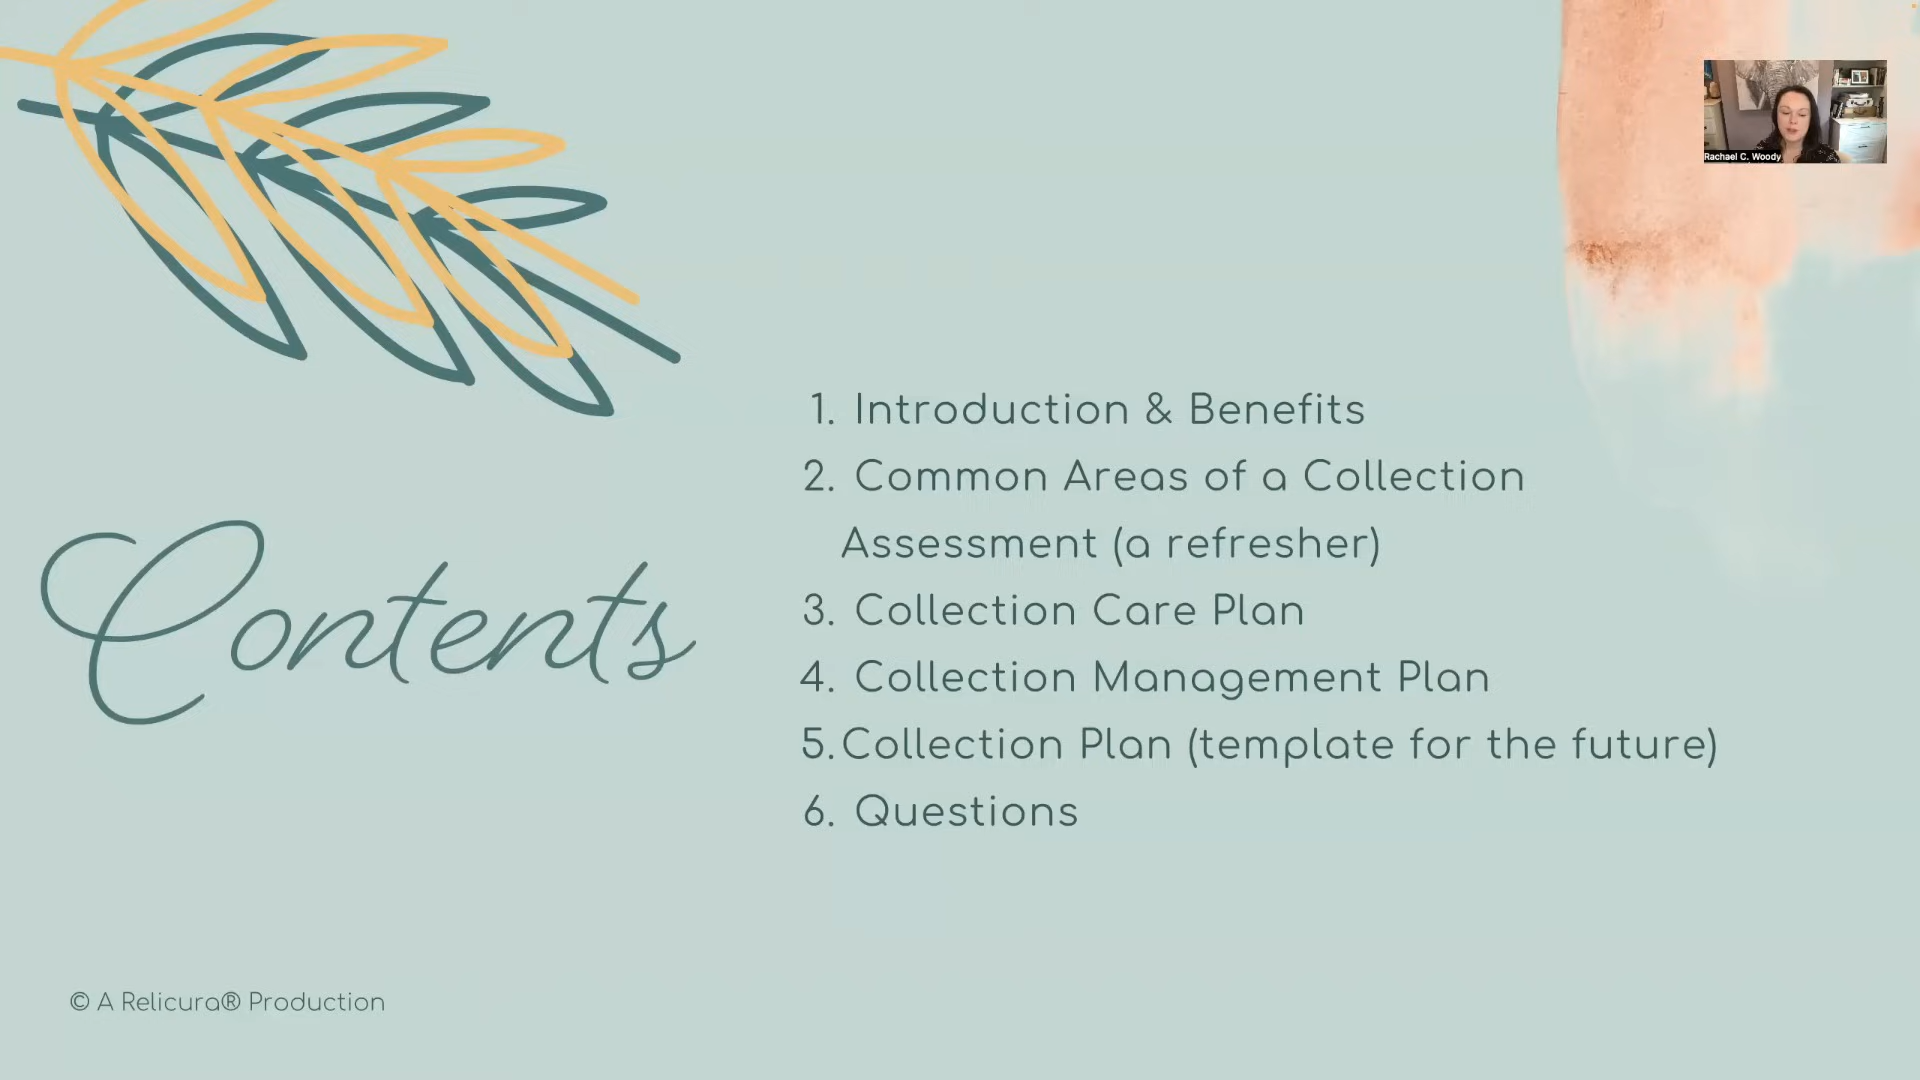 Rachael C. Woody
Contents
1. Introduction & Benefits
2. Common Areas of a Collection
Assessment (a refresher)
3. Collection Care Plan
4. Collection Management Plan
5. Collection Plan (template for the future)
6. Questions
© A Relicura® Production